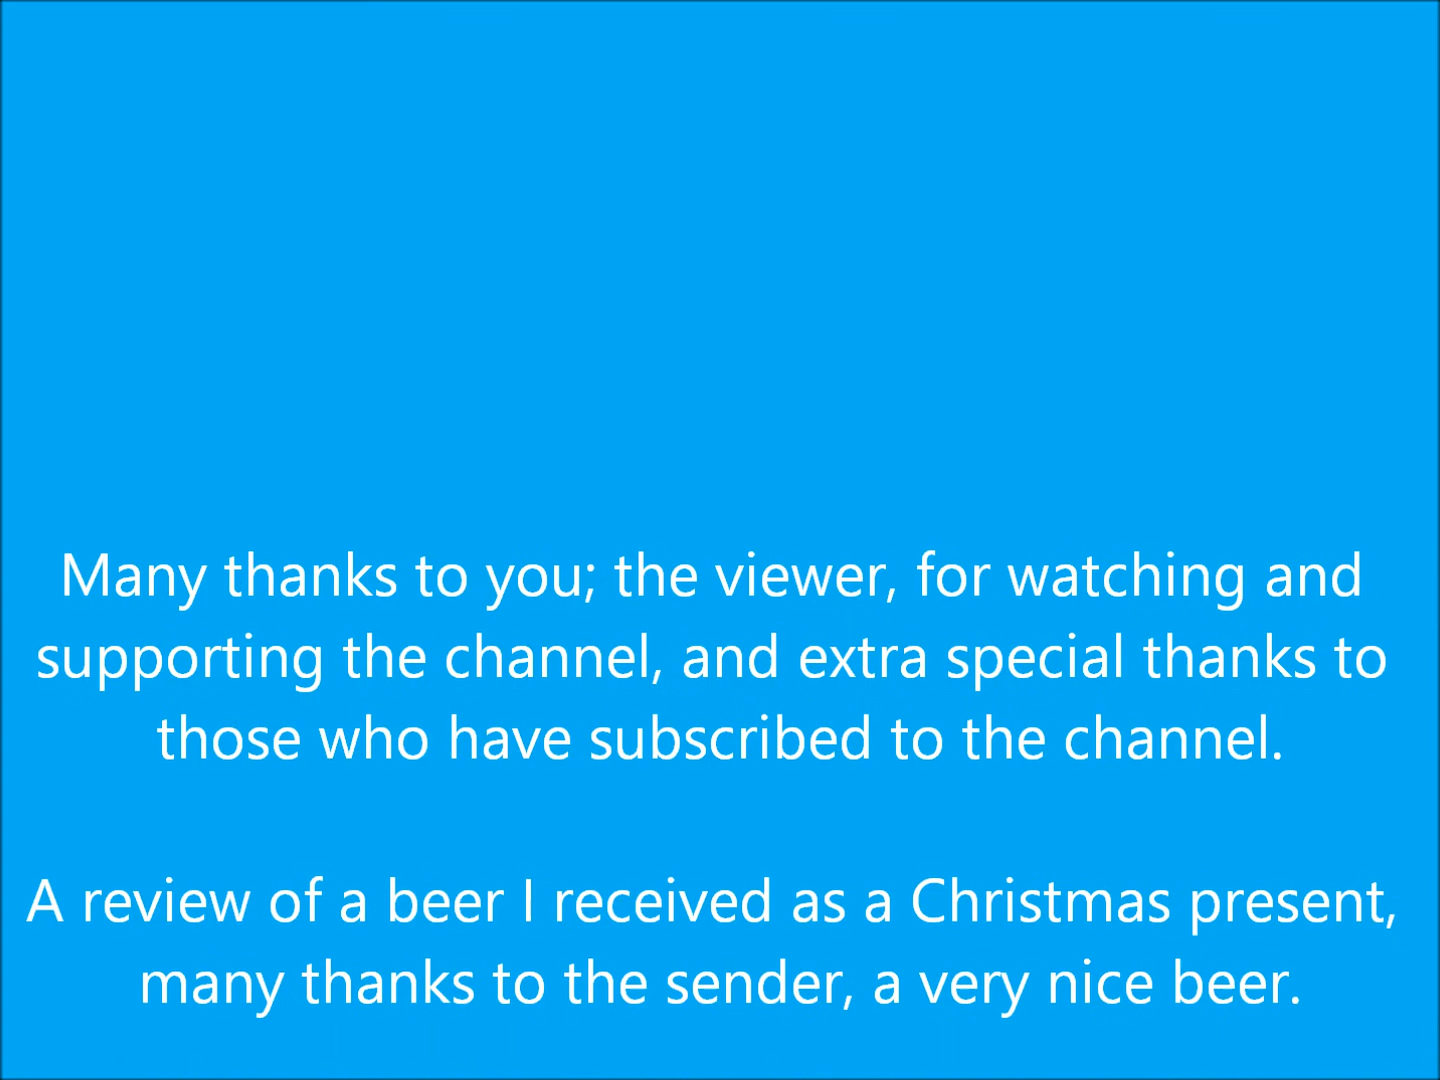 Many thanks to you; the viewer, for watching and
supporting the channel, and extra special thanks to
those who have subscribed to the channel.
A review of a beer I received as a Christmas present,
many thanks to the sender, a very nice beer.